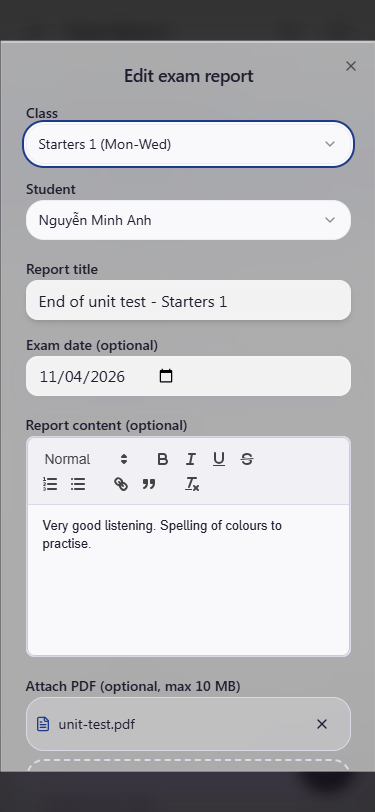 Edit exam report
Class
Starters 1 (Mon-Wed)
Student
Nguyễn Minh Anh
Report title
End of unit test - Starters 1
Exam date (optional)
11/04/2026
Report content (optional)
Normal
B I U S
Very good listening. Spelling of colours to
practise.
Attach PDF (optional, max 10 MB)
unit-test.pdf